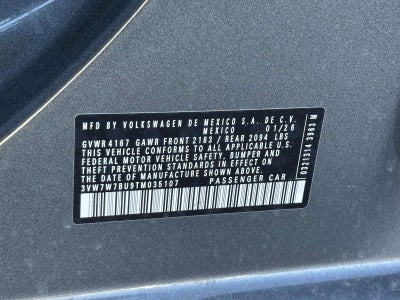 MFD BY VOLKSWAGEN DE MEXICO S.A. DE C.V.
MEXICO 01/26
GVWR 4167 GAWR FRONT 2183 / REAR 2094 LBS
THIS VEHICLE CONFORMS TO ALL APPLICABLE U.S.
FEDERAL MOTOR VEHICLE SAFETY, BUMPER AND
THEFT PREVENTION STANDARDS IN EFFECT ON
THE DATE OF MANUFACTURE SHOWN ABOVE.
3VW7W7BU9TM035107
PASSENGER CAR
0321314 3963 M